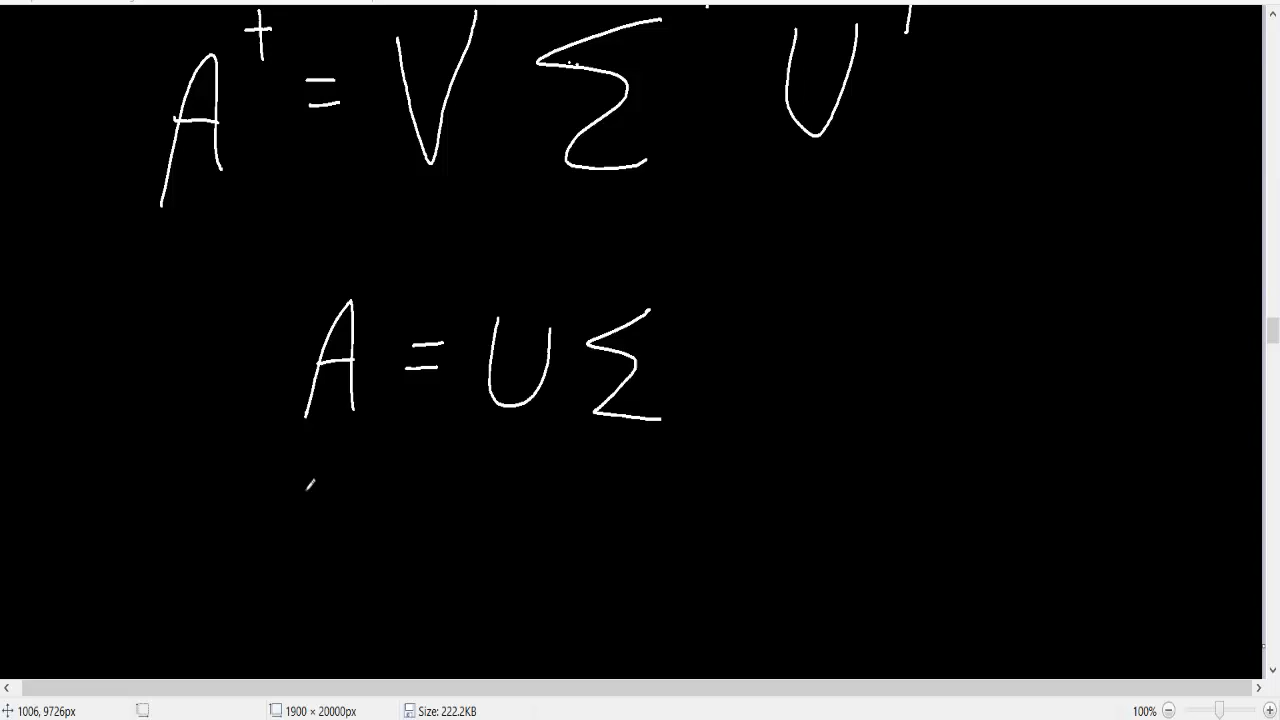 A⁺ = V Σ U
A = U Σ
1006, 9726px 1900 × 20000px Size: 222.2KB 100%